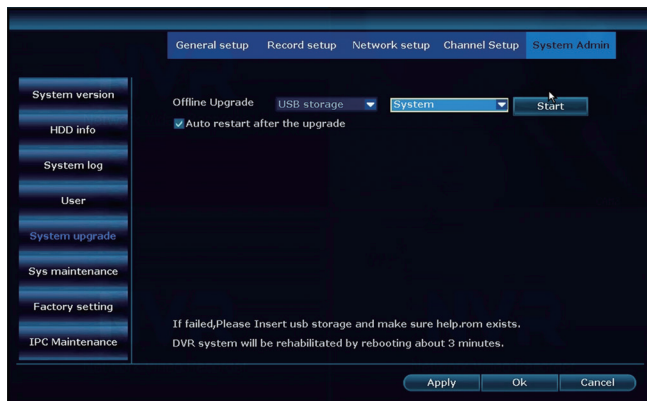 General setup Record setup Network setup Channel Setup System Admin
System version
HDD info
System log
User
System upgrade
Sys maintenance
Factory setting
IPC Maintenance
Offline Upgrade USB storage System Start
Auto restart after the upgrade
If failed,Please Insert usb storage and make sure help.rom exists.
DVR system will be rehabilitated by rebooting about 3 minutes.
Apply Ok Cancel